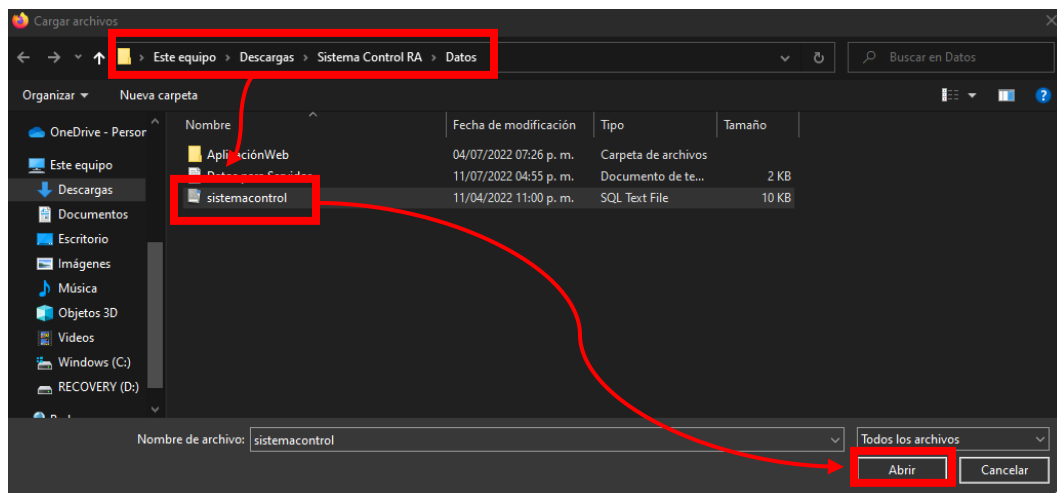 Cargar archivos
Este equipo > Descargas > Sistema Control RA > Datos
Buscar en Datos
Organizar
Nueva carpeta
Nombre
Fecha de modificación
Tipo
Tamaño
OneDrive - Person
Este equipo
Descargas
Documentos
Escritorio
Imágenes
Música
Objetos 3D
Videos
Windows (C:)
RECOVERY (D:)
AplicaciónWeb 04/07/2022 07:26 p. m. Carpeta de archivos
Datos para Servidor 11/07/2022 04:55 p. m. Documento de te... 2 KB
sistemacontrol 11/04/2022 11:00 p. m. SQL Text File 10 KB
Nombre de archivo: sistemacontrol
Todos los archivos
Abrir
Cancelar